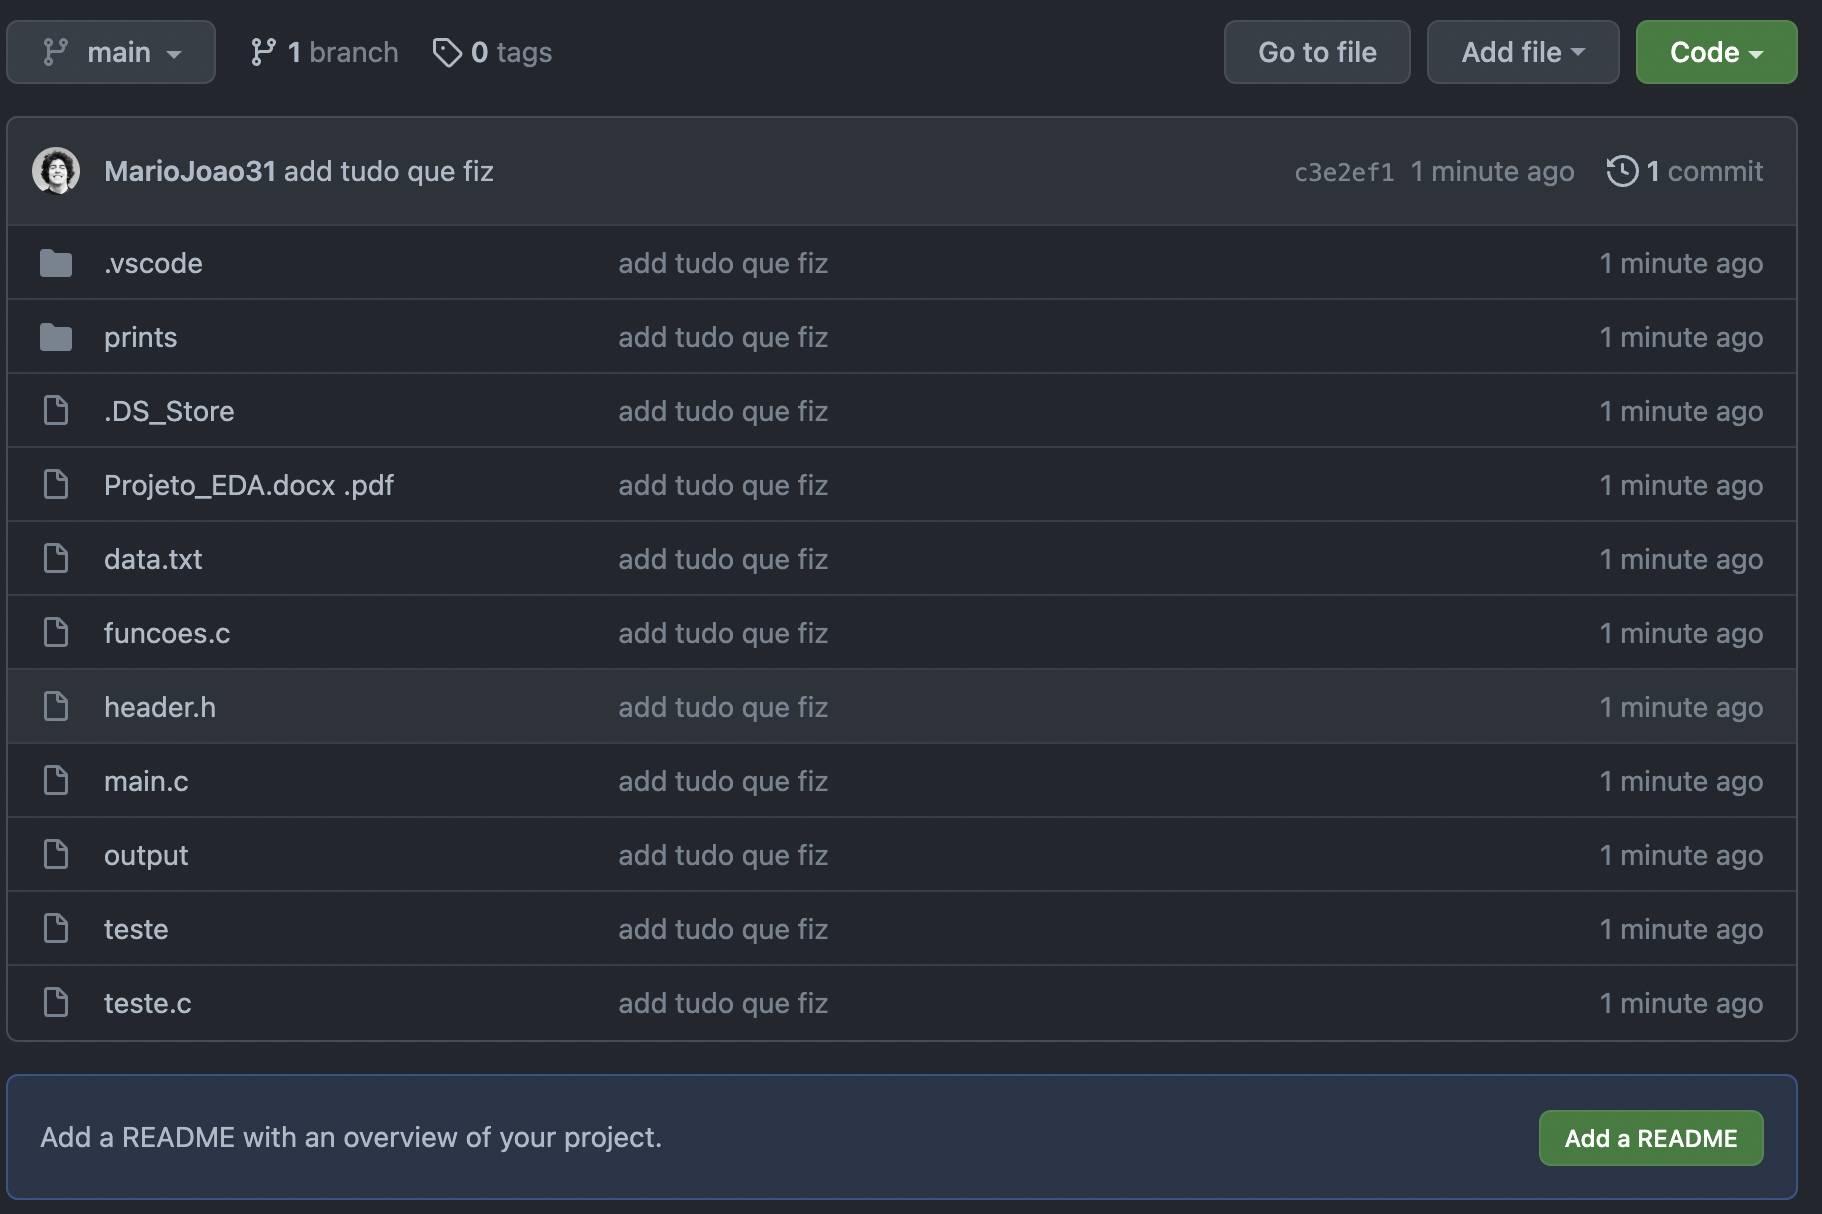 main 1 branch 0 tags Go to file Add file Code
MarioJoao31 add tudo que fiz c3e2ef1 1 minute ago 1 commit
.vscode add tudo que fiz 1 minute ago
prints add tudo que fiz 1 minute ago
.DS_Store add tudo que fiz 1 minute ago
Projeto_EDA.docx .pdf add tudo que fiz 1 minute ago
data.txt add tudo que fiz 1 minute ago
funcoes.c add tudo que fiz 1 minute ago
header.h add tudo que fiz 1 minute ago
main.c add tudo que fiz 1 minute ago
output add tudo que fiz 1 minute ago
teste add tudo que fiz 1 minute ago
teste.c add tudo que fiz 1 minute ago
Add a README with an overview of your project. Add a README